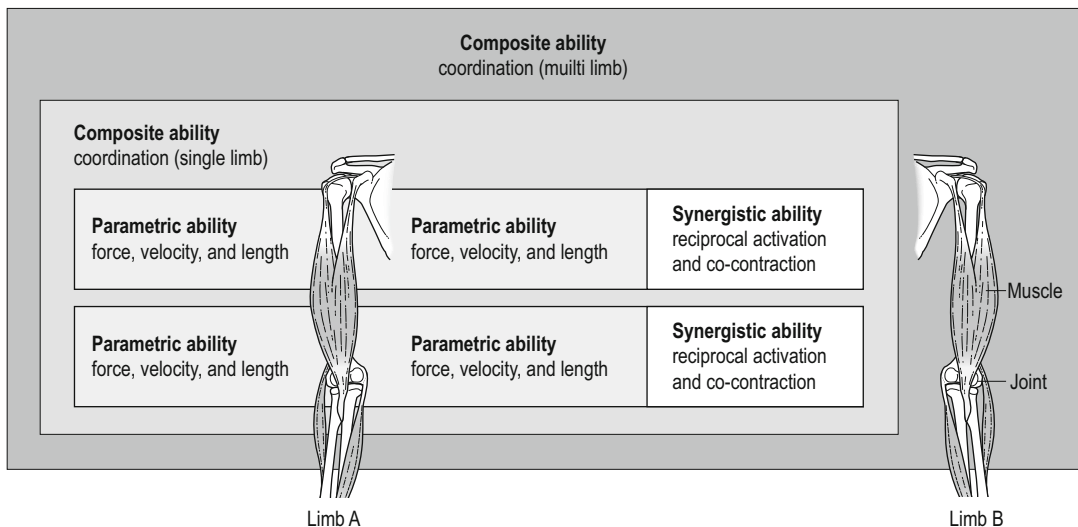 Composite ability
coordination (muilti limb)
Composite ability
coordination (single limb)
Parametric ability
force, velocity, and length
Parametric ability
force, velocity, and length
Synergistic ability
reciprocal activation
and co-contraction
Muscle
Parametric ability
force, velocity, and length
Parametric ability
force, velocity, and length
Synergistic ability
reciprocal activation
and co-contraction
Joint
Limb A
Limb B